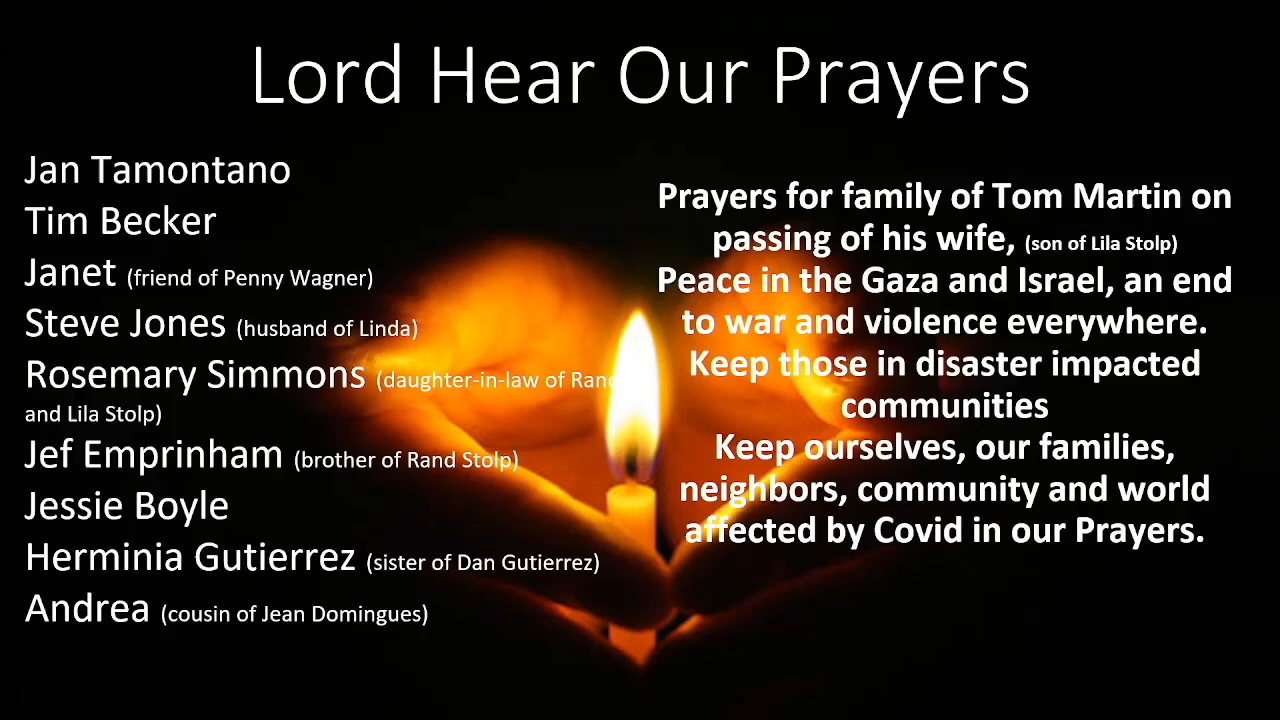 Lord Hear Our Prayers
Jan Tamontano
Tim Becker
Janet (friend of Penny Wagner)
Steve Jones (husband of Linda)
Rosemary Simmons (daughter-in-law of Rand
and Lila Stolp)
Jef Emprinham (brother of Rand Stolp)
Jessie Boyle
Herminia Gutierrez (sister of Dan Gutierrez)
Andrea (cousin of Jean Domingues)
Prayers for family of Tom Martin on
passing of his wife, (son of Lila Stolp)
Peace in the Gaza and Israel, an end
to war and violence everywhere.
Keep those in disaster impacted
communities
Keep ourselves, our families,
neighbors, community and world
affected by Covid in our Prayers.